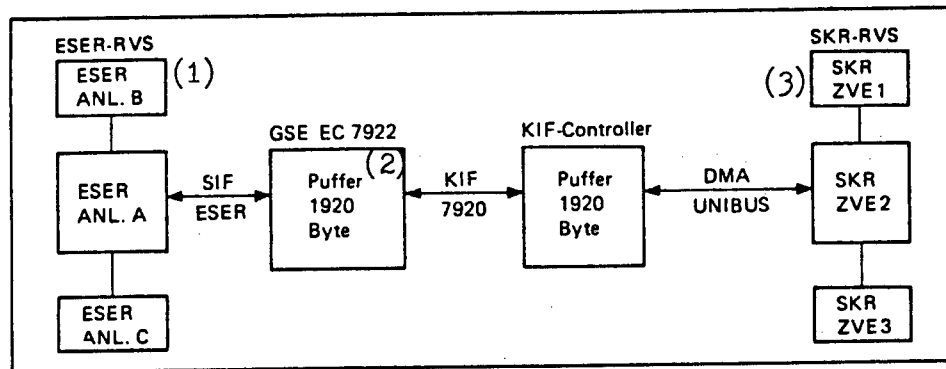 ESER-RVS
ESER
ANL. B
(1)
ESER
ANL. A
ESER
ANL. C
SIF
ESER
GSE EC 7922
(2)
Puffer
1920
Byte
KIF
7920
KIF-Controller
Puffer
1920
Byte
DMA
UNIBUS
SKR-RVS
(3)
SKR
ZVE1
SKR
ZVE2
SKR
ZVE3